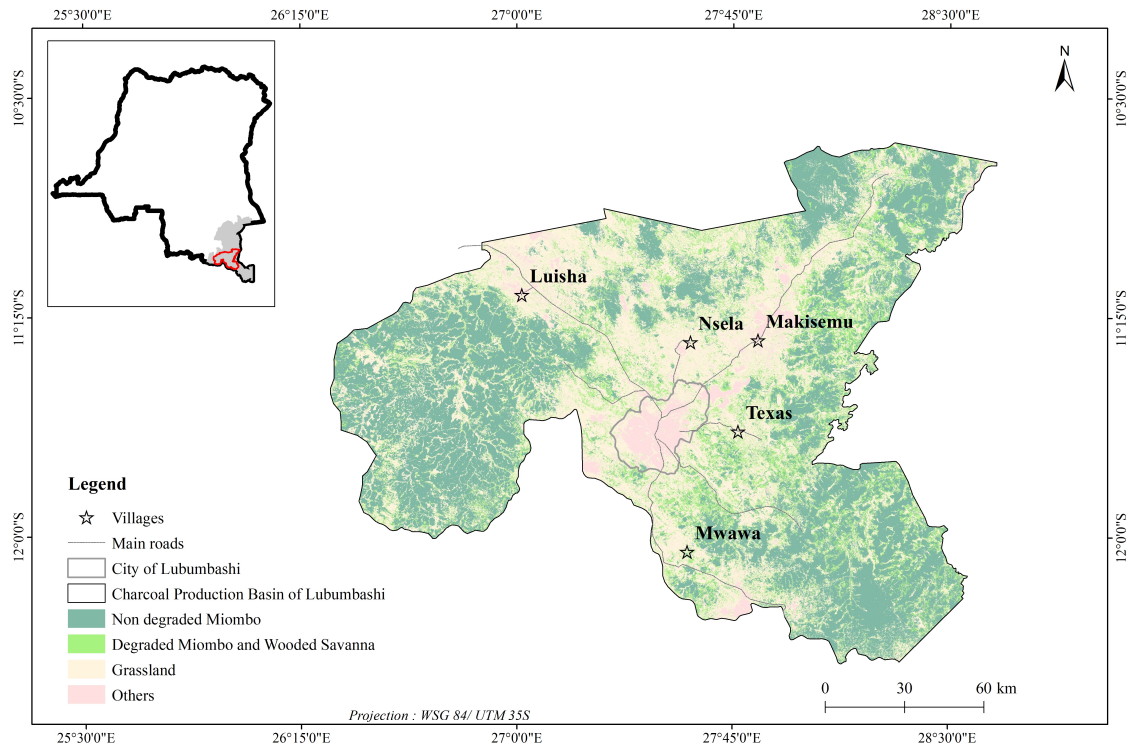 25°30'0"E 26°15'0"E 27°0'0"E 27°45'0"E 28°30'0"E
N
10°30'0"S 10°30'0"S
Luisha
11°15'0"S 11°15'0"S
Nsela Makisemu
Texas
Legend
Villages
Main roads
City of Lubumbashi
Charcoal Production Basin of Lubumbashi
Non degraded Miombo
Degraded Miombo and Wooded Savanna
Grassland
Others
Mwawa
12°0'0"S 12°0'0"S
0 30 60 km
Projection : WSG 84/ UTM 35S
25°30'0"E 26°15'0"E 27°0'0"E 27°45'0"E 28°30'0"E